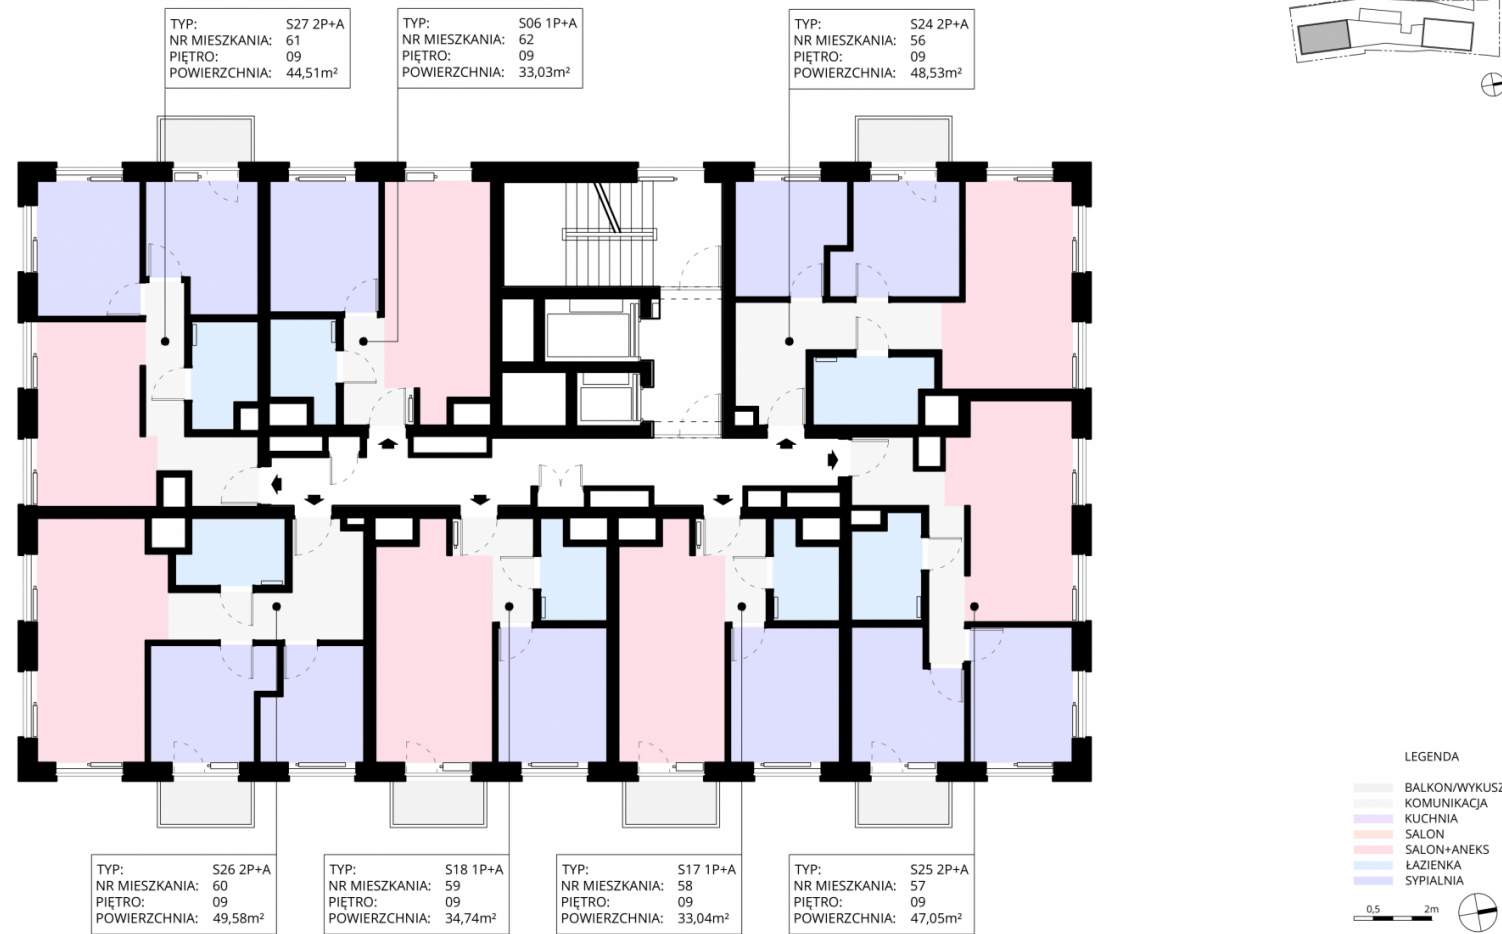 TYP: S27 2P+A
NR MIESZKANIA: 61
PIĘTRO: 09
POWIERZCHNIA: 44,51m²
TYP: S06 1P+A
NR MIESZKANIA: 62
PIĘTRO: 09
POWIERZCHNIA: 33,03m²
TYP: S24 2P+A
NR MIESZKANIA: 56
PIĘTRO: 09
POWIERZCHNIA: 48,53m²
TYP: S26 2P+A
NR MIESZKANIA: 60
PIĘTRO: 09
POWIERZCHNIA: 49,58m²
TYP: S18 1P+A
NR MIESZKANIA: 59
PIĘTRO: 09
POWIERZCHNIA: 34,74m²
TYP: S17 1P+A
NR MIESZKANIA: 58
PIĘTRO: 09
POWIERZCHNIA: 33,04m²
TYP: S25 2P+A
NR MIESZKANIA: 57
PIĘTRO: 09
POWIERZCHNIA: 47,05m²
LEGENDA
BALKON/WYKUSZ
KOMUNIKACJA
KUCHNIA
SALON
SALON+ANEKS
ŁAZIENKA
SYPIALNIA
0,5 2m